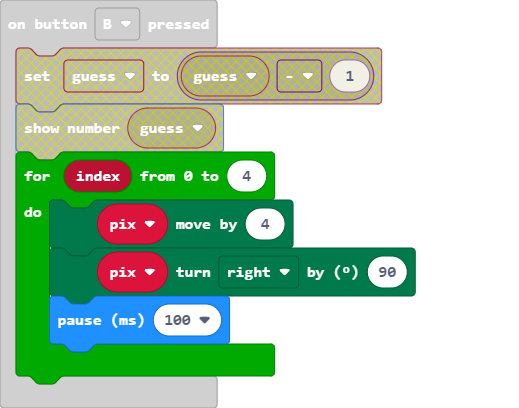 on button B pressed
set guess to guess - 1
show number guess
for index from 0 to 4
do
pix move by 4
pix turn right by (º) 90
pause (ms) 100